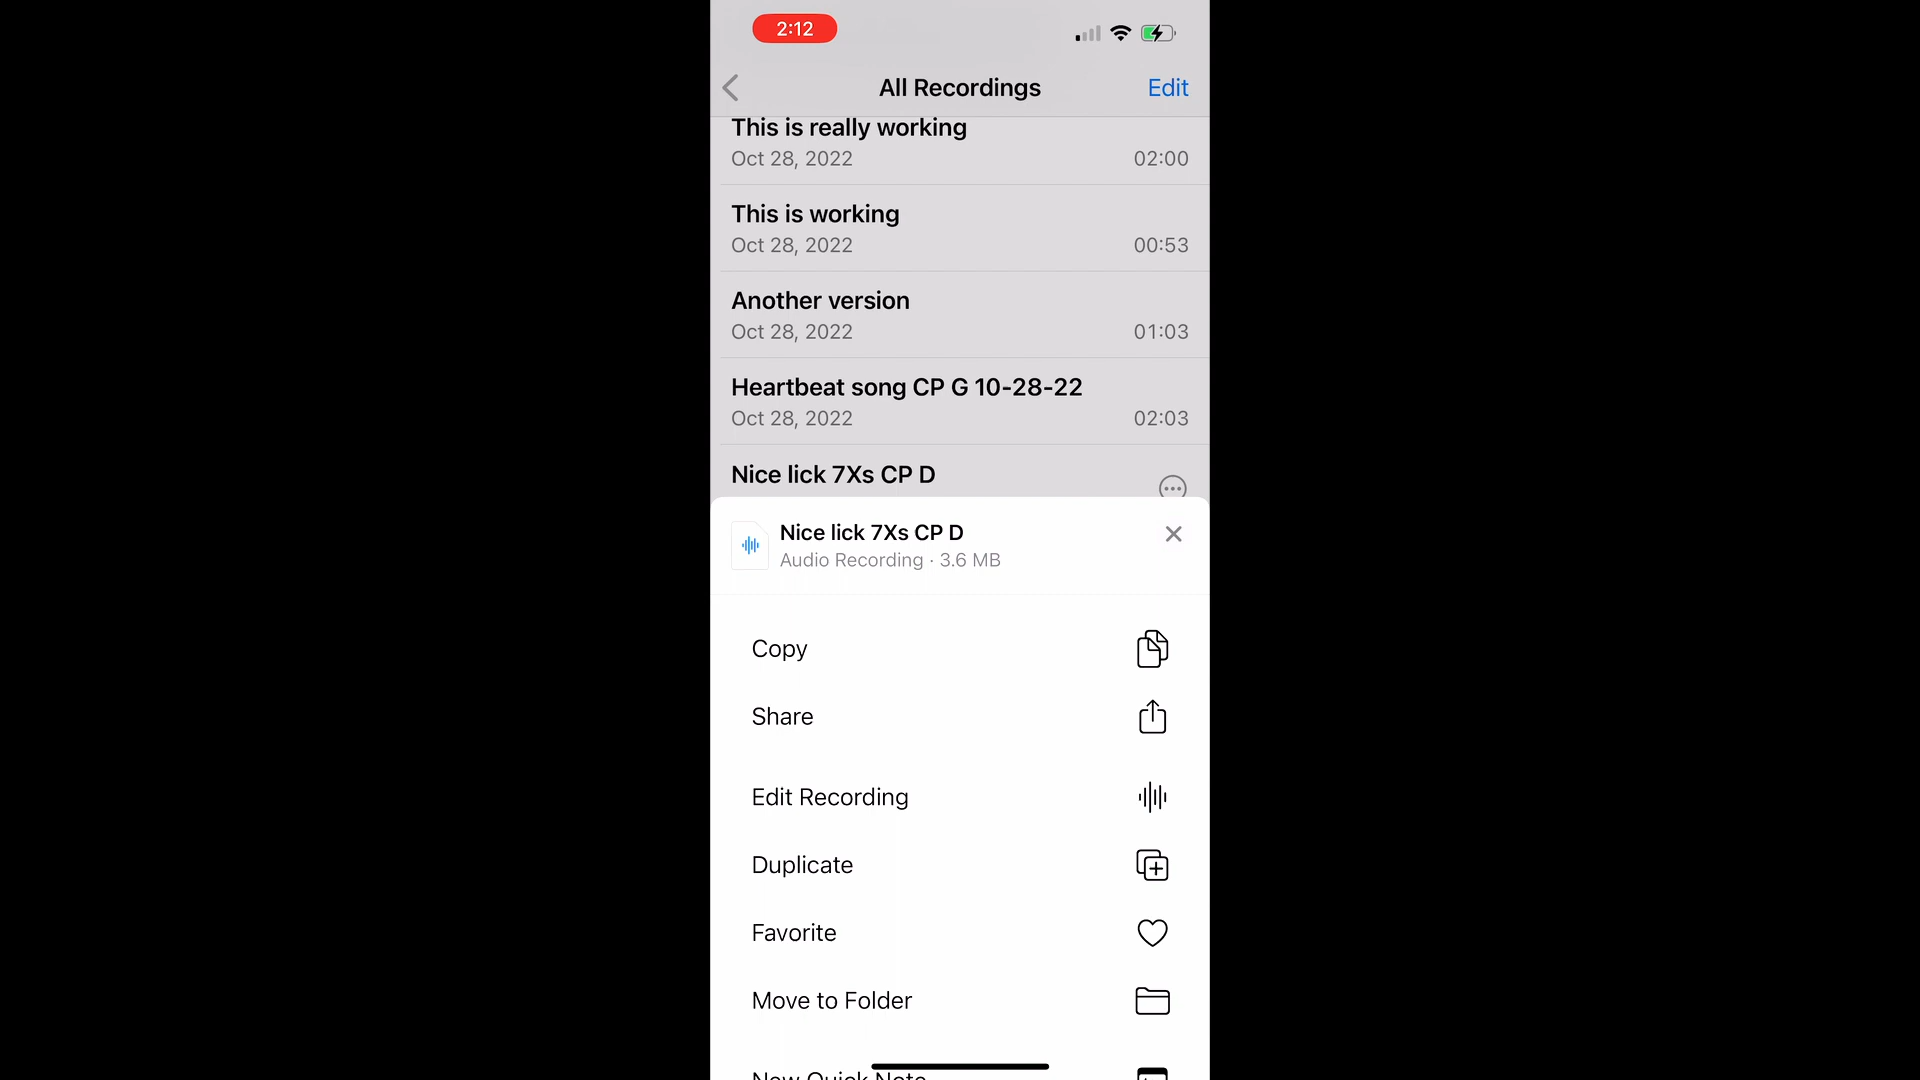 2:12
All Recordings
Edit
This is really working
Oct 28, 2022
02:00
This is working
Oct 28, 2022
00:53
Another version
Oct 28, 2022
01:03
Heartbeat song CP G 10-28-22
Oct 28, 2022
02:03
Nice lick 7Xs CP D
Nice lick 7Xs CP D
Audio Recording · 3.6 MB
Copy
Share
Edit Recording
Duplicate
Favorite
Move to Folder
New Quick Note